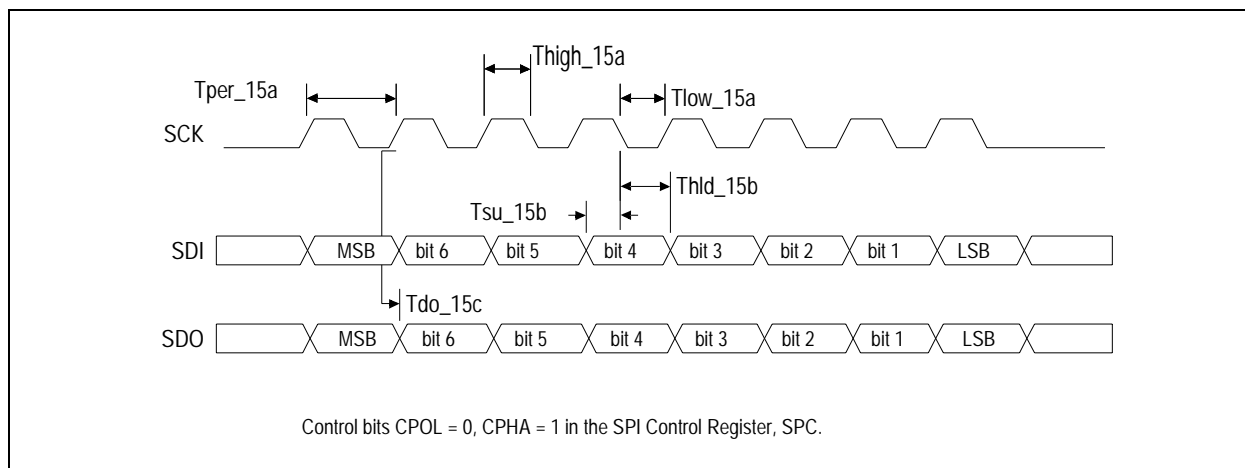 Thigh_15a
Tper_15a
Tlow_15a
SCK
Thld_15b
Tsu_15b
SDI MSB bit 6 bit 5 bit 4 bit 3 bit 2 bit 1 LSB
Tdo_15c
SDO MSB bit 6 bit 5 bit 4 bit 3 bit 2 bit 1 LSB
Control bits CPOL = 0, CPHA = 1 in the SPI Control Register, SPC.